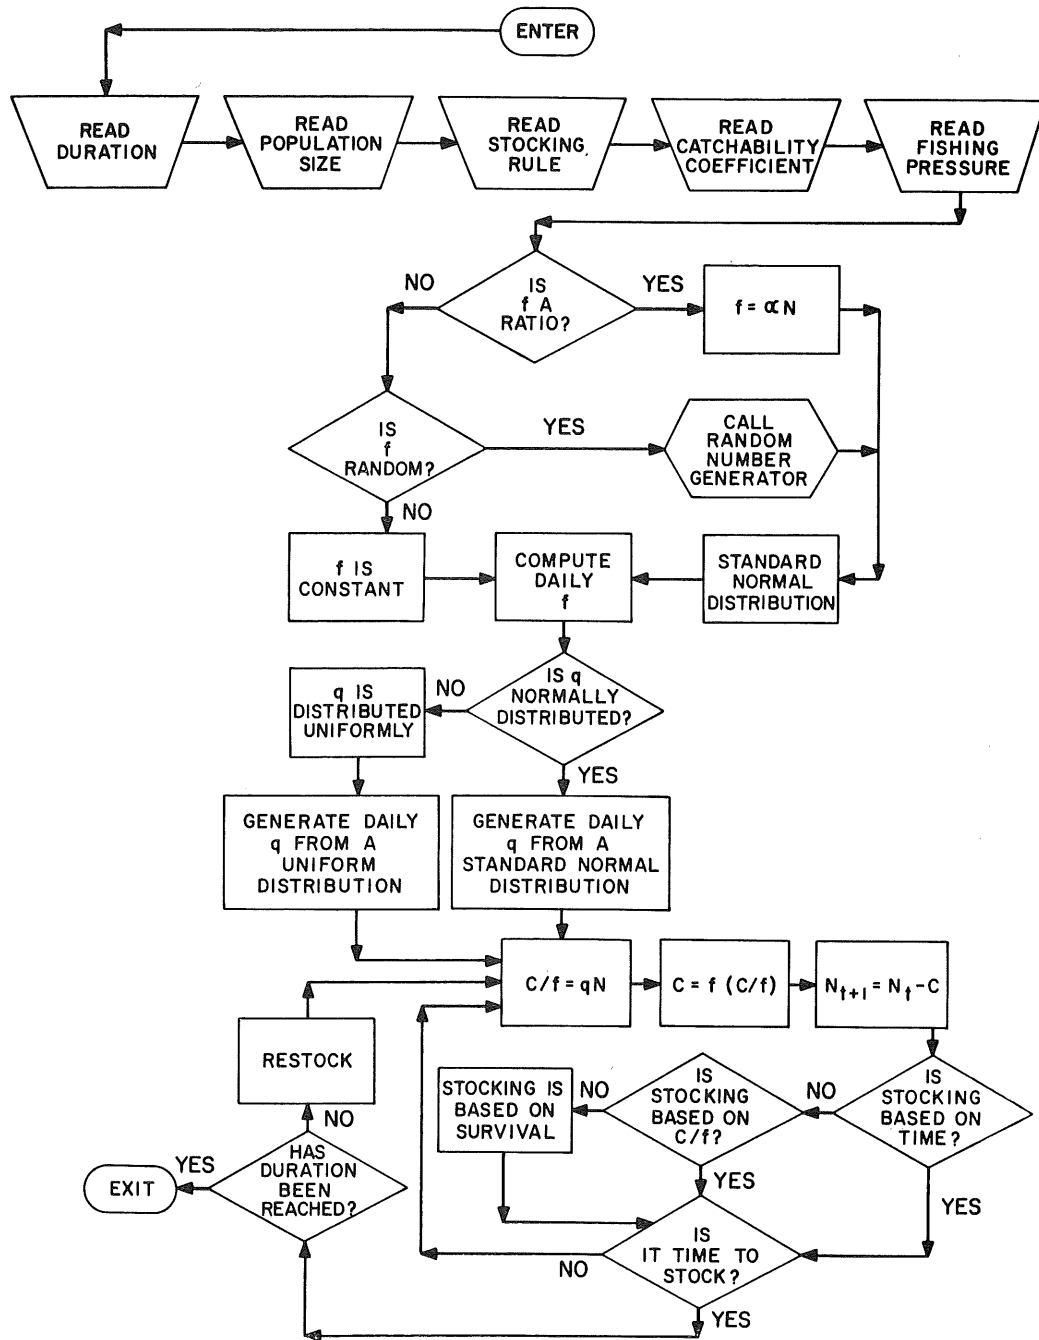 ENTER
READ
DURATION
READ
POPULATION
SIZE
READ
STOCKING
RULE
READ
CATCHABILITY
COEFFICIENT
READ
FISHING
PRESSURE
NO
IS
f A
RATIO?
YES
f = ∝ N
IS
f
RANDOM?
YES
CALL
RANDOM
NUMBER
GENERATOR
NO
f IS
CONSTANT
COMPUTE
DAILY
f
STANDARD
NORMAL
DISTRIBUTION
q IS
DISTRIBUTED
UNIFORMLY
NO
IS q
NORMALLY
DISTRIBUTED?
YES
GENERATE DAILY
q FROM A
UNIFORM
DISTRIBUTION
GENERATE DAILY
q FROM A
STANDARD NORMAL
DISTRIBUTION
C/f = qN
C = f (C/f)
Nt+1 = Nt - C
RESTOCK
STOCKING IS
BASED ON
SURVIVAL
NO
IS
STOCKING
BASED ON
C/f?
NO
IS
STOCKING
BASED ON
TIME?
NO
EXIT
YES
HAS
DURATION
BEEN
REACHED?
YES
YES
NO
IS
IT TIME TO
STOCK?
YES